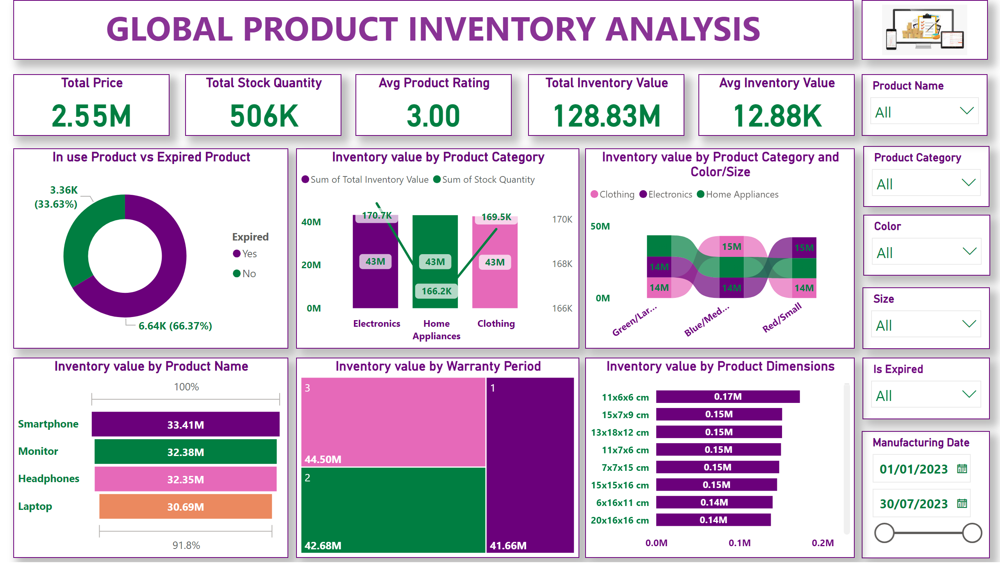 GLOBAL PRODUCT INVENTORY ANALYSIS
Total Price
2.55M
Total Stock Quantity
506K
Avg Product Rating
3.00
Total Inventory Value
128.83M
Avg Inventory Value
12.88K
Product Name
All
In use Product vs Expired Product
3.36K
(33.63%)
6.64K (66.37%)
Expired
Yes
No
Inventory value by Product Category
Sum of Total Inventory Value Sum of Stock Quantity
40M
20M
0M
170.7K
169.5K
43M
43M
43M
166.2K
170K
168K
166K
Electronics
Home
Appliances
Clothing
Inventory value by Product Category and
Color/Size
Clothing Electronics Home Appliances
50M
0M
14M
14M
15M
14M
15M
14M
Green/Lar...
Blue/Med...
Red/Small
Product Category
All
Color
All
Size
All
Inventory value by Product Name
100%
Smartphone 33.41M
Monitor 32.38M
Headphones 32.35M
Laptop 30.69M
91.8%
Inventory value by Warranty Period
3
44.50M
2
42.68M
1
41.66M
Inventory value by Product Dimensions
11x6x6 cm 0.17M
15x7x9 cm 0.15M
13x18x12 cm 0.15M
11x7x6 cm 0.15M
7x7x15 cm 0.15M
15x15x16 cm 0.15M
6x16x11 cm 0.14M
20x16x16 cm 0.14M
0.0M 0.1M 0.2M
Is Expired
All
Manufacturing Date
01/01/2023
30/07/2023